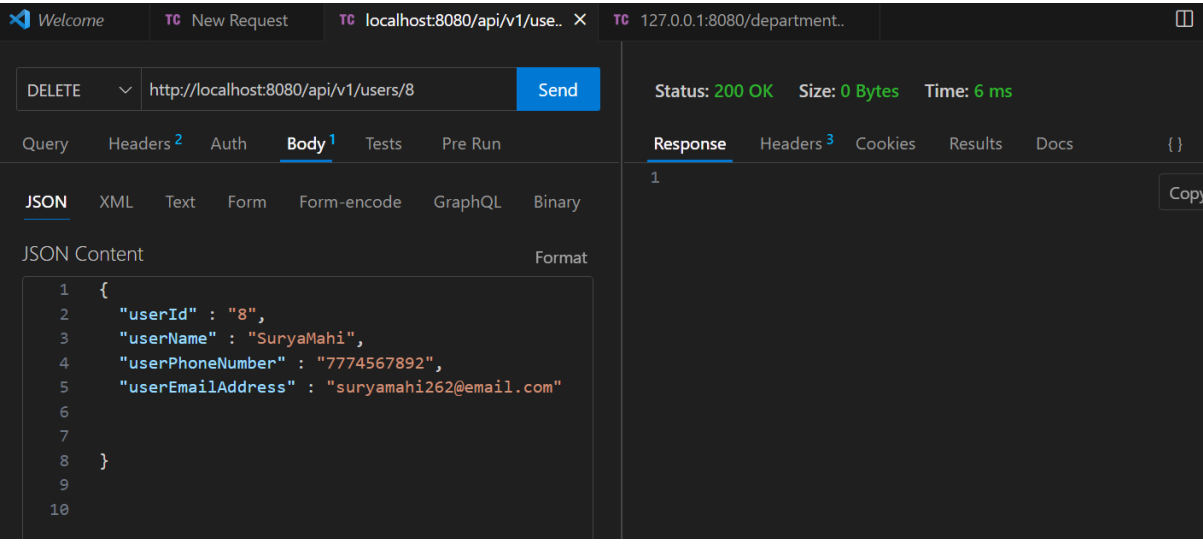 Welcome TC New Request TC localhost:8080/api/v1/use.. × TC 127.0.0.1:8080/department..
DELETE http://localhost:8080/api/v1/users/8 Send
Status: 200 OK Size: 0 Bytes Time: 6 ms
Query Headers 2 Auth Body 1 Tests Pre Run
Response Headers 3 Cookies Results Docs { }
JSON XML Text Form Form-encode GraphQL Binary
1
Copy
JSON Content Format
1 {
2 "userId" : "8",
3 "userName" : "SuryaMahi",
4 "userPhoneNumber" : "7774567892",
5 "userEmailAddress" : "suryamahi262@email.com"
6
7
8 }
9
10